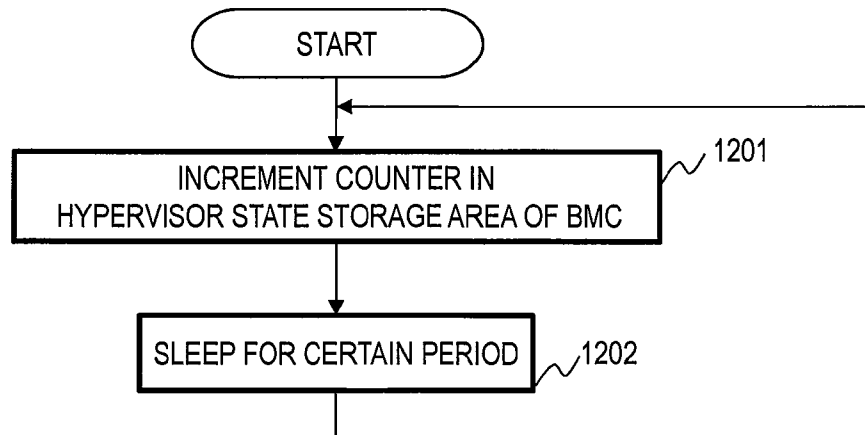 START
1201
INCREMENT COUNTER IN
HYPERVISOR STATE STORAGE AREA OF BMC
SLEEP FOR CERTAIN PERIOD
1202